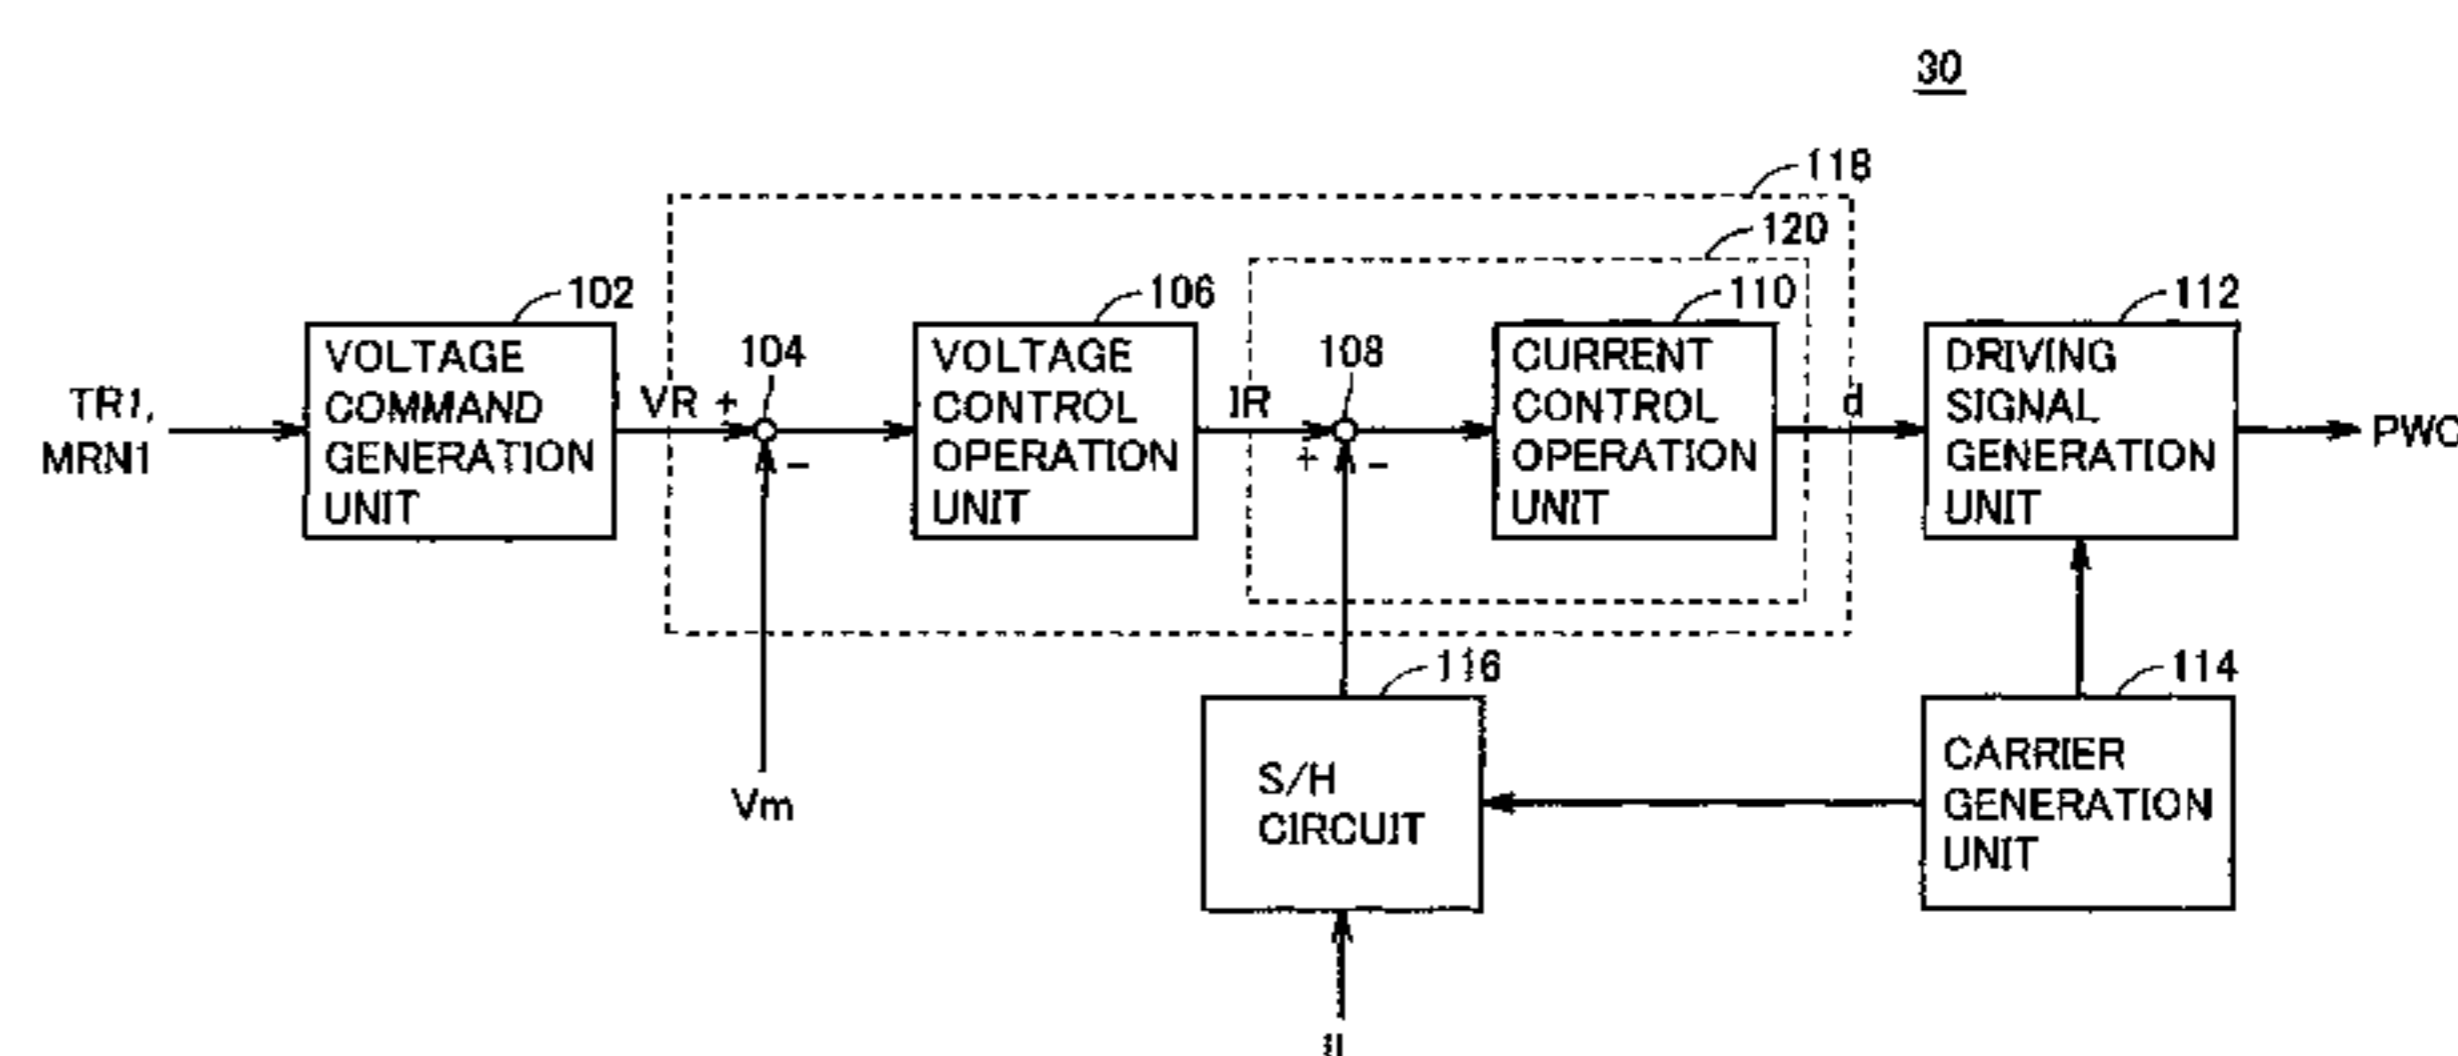 30
118
120
102
106
110
112
104
108
VOLTAGE
COMMAND
GENERATION
UNIT
VOLTAGE
CONTROL
OPERATION
UNIT
CURRENT
CONTROL
OPERATION
UNIT
DRIVING
SIGNAL
GENERATION
UNIT
TR1,
MRN1
VR +
-
IR
+ -
d
PWC
Vm
116
114
S/H
CIRCUIT
CARRIER
GENERATION
UNIT